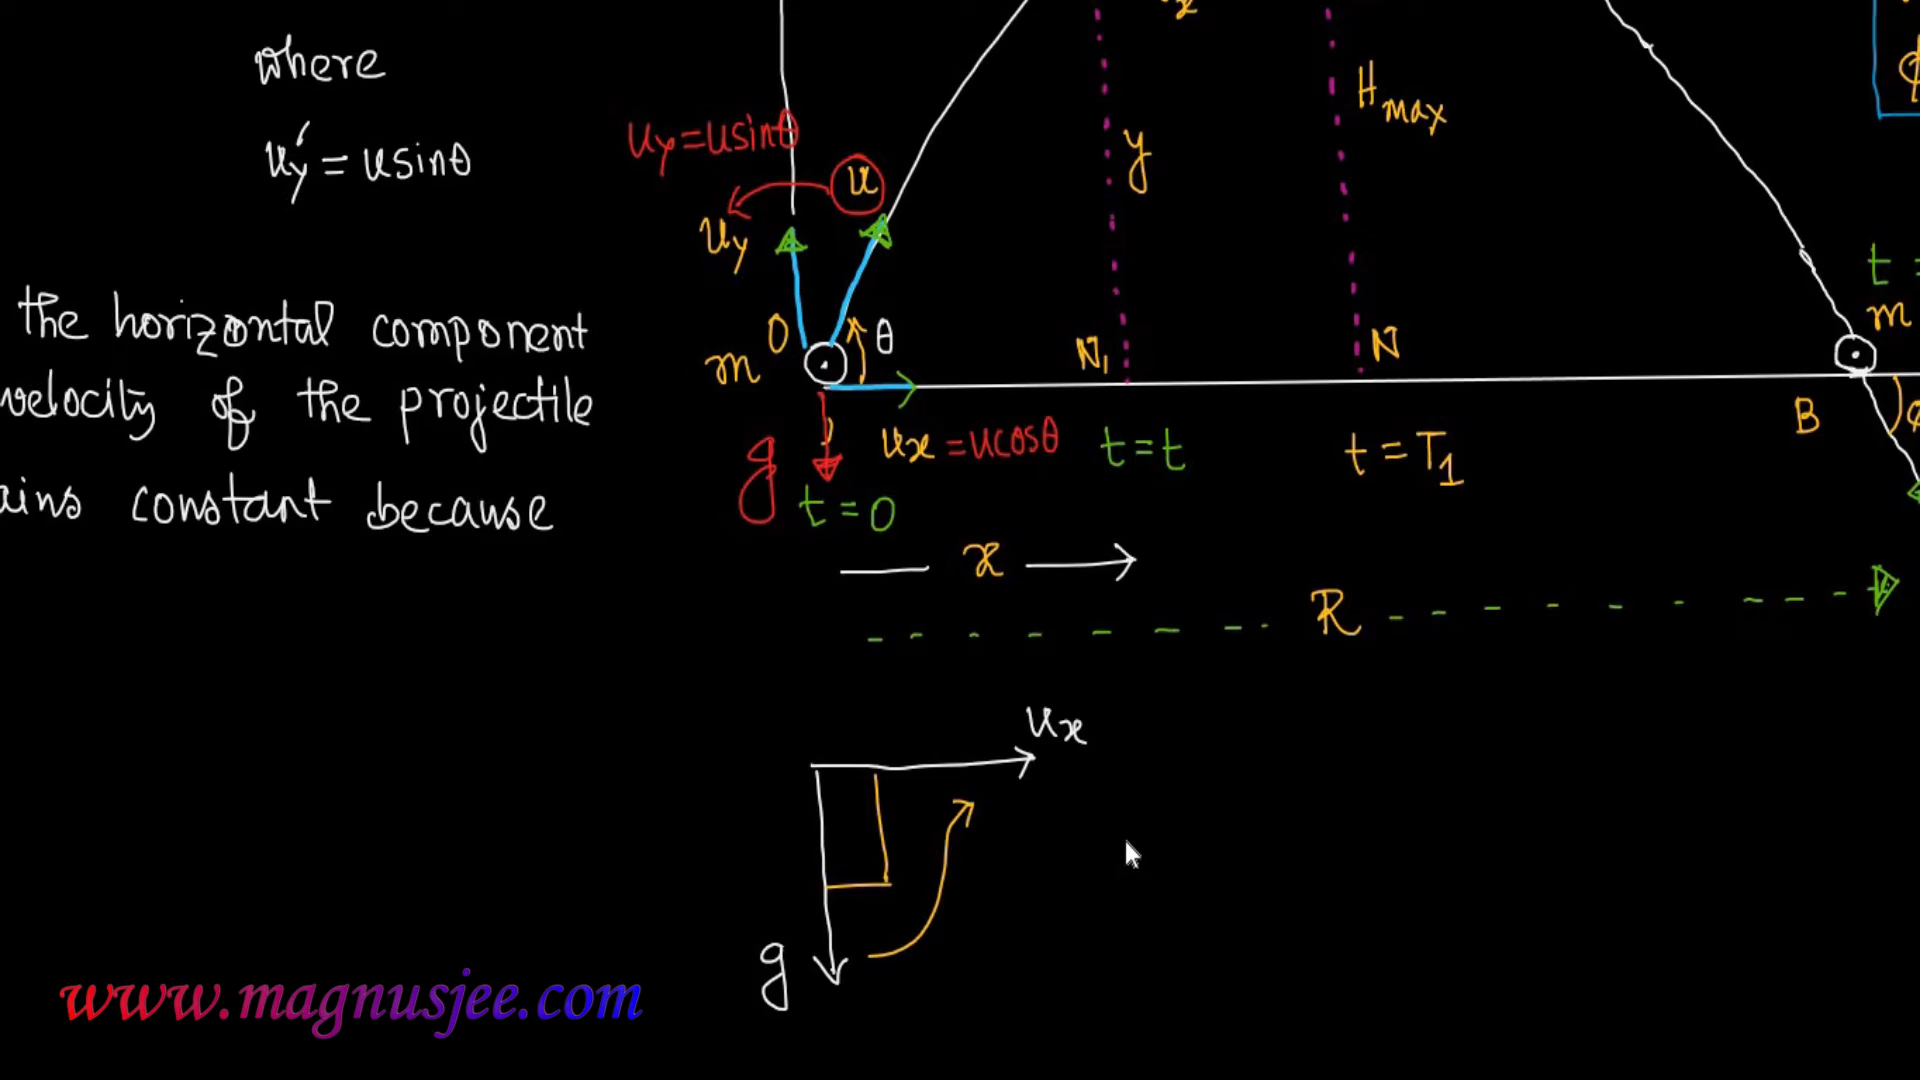 where
uy' = usinθ
the horizontal component
velocity of the projectile
ains constant because
uy = usinθ
u
uy
O
θ
m
g
ux = ucosθ
t = 0
y
Hmax
N1
N
t = t
t = T1
t =
m
B
ϕ
ϕ
x
R
ux
g
www.magnusjee.com